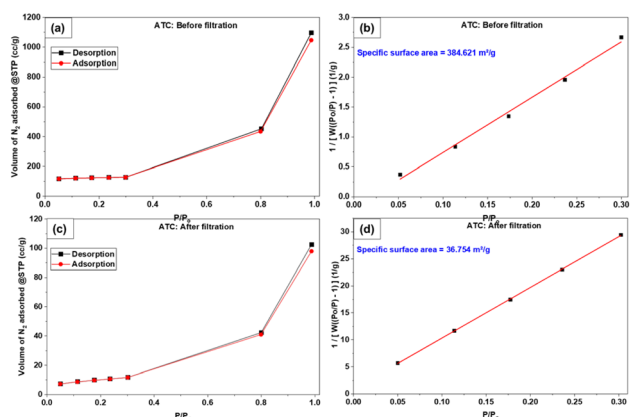 (a)
ATC: Before filtration
Desorption
Adsorption
Volume of N₂ adsorbed @STP (cc/g)
1200
1000
800
600
400
200
0
0.0
0.2
0.4
0.6
0.8
1.0
P/P₀
(b)
ATC: Before filtration
Specific surface area = 384.621 m²/g
1 / [ W((Po/P) - 1) ] (1/g)
3.0
2.5
2.0
1.5
1.0
0.5
0.0
0.00
0.05
0.10
0.15
0.20
0.25
0.30
P/P₀
(c)
ATC: After filtration
Desorption
Adsorption
Volume of N₂ adsorbed @STP (cc/g)
120
100
80
60
40
20
0
0.0
0.2
0.4
0.6
0.8
1.0
P/P
(d)
ATC: After filtration
Specific surface area = 36.754 m²/g
1 / [ W((Po/P) - 1) ] (1/g)
30
25
20
15
10
5
0
0.00
0.05
0.10
0.15
0.20
0.25
0.30
P/P